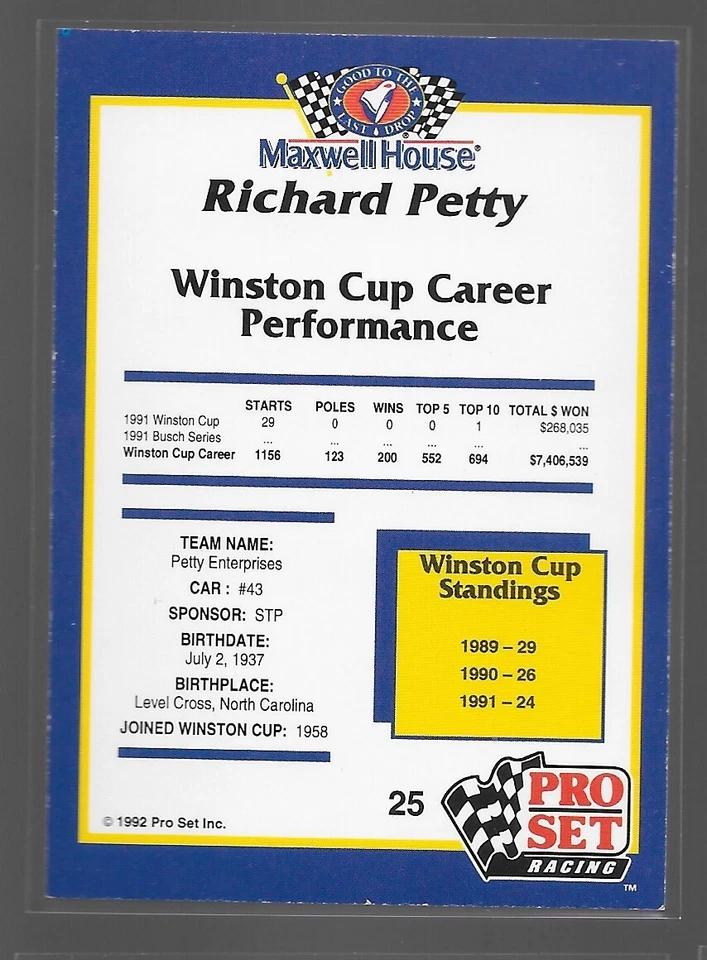 GOOD TO THE
LAST DROP
Maxwell House®
Richard Petty
Winston Cup Career
Performance
STARTS POLES WINS TOP 5 TOP 10 TOTAL $ WON
1991 Winston Cup 29 0 0 0 1 $268,035
1991 Busch Series ... ... ... ... ... ...
Winston Cup Career 1156 123 200 552 694 $7,406,539
TEAM NAME:
Petty Enterprises
CAR : #43
SPONSOR: STP
BIRTHDATE:
July 2, 1937
BIRTHPLACE:
Level Cross, North Carolina
JOINED WINSTON CUP: 1958
Winston Cup
Standings
1989 – 29
1990 – 26
1991 – 24
© 1992 Pro Set Inc.
25
PRO
SET
RACING
TM